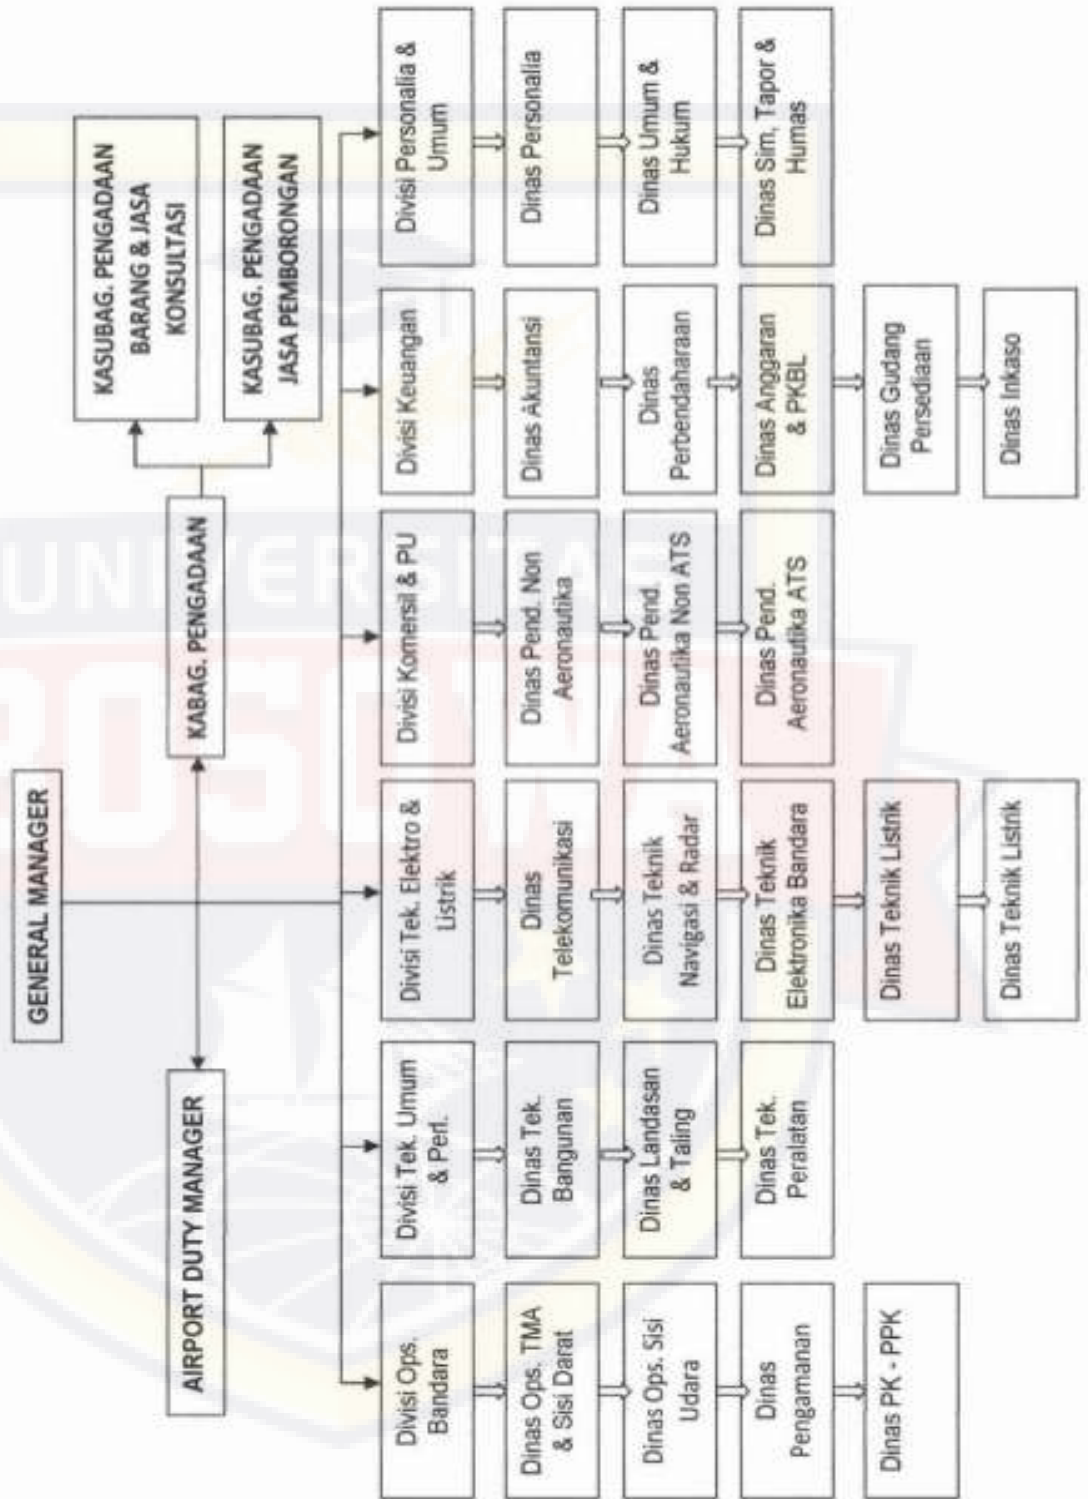 GENERAL MANAGER
AIRPORT DUTY MANAGER
KABAG. PENGADAAN
KASUBAG. PENGADAAN
BARANG & JASA
KONSULTASI
KASUBAG. PENGADAAN
JASA PEMBORONGAN
Divisi Ops.
Bandara
Dinas Ops. TMA
& Sisi Darat
Dinas Ops. Sisi
Udara
Dinas
Pengamanan
Dinas PK - PPK
Divisi Tek. Umum
& Perl.
Dinas Tek.
Bangunan
Dinas Landasan
& Taling
Dinas Tek.
Peralatan
Divisi Tek. Elektro &
Listrik
Dinas
Telekomunikasi
Dinas Teknik
Navigasi & Radar
Dinas Teknik
Elektronika Bandara
Dinas Teknik Listrik
Dinas Teknik Listrik
Divisi Komersil & PU
Dinas Pend. Non
Aeronautika
Dinas Pend.
Aeronautika Non ATS
Dinas Pend.
Aeronautika ATS
Divisi Keuangan
Dinas Akuntansi
Dinas
Perbendaharaan
Dinas Anggaran
& PKBL
Dinas Gudang
Persediaan
Dinas Inkaso
Divisi Personalia &
Umum
Dinas Personalia
Dinas Umum &
Hukum
Dinas Sim, Tapor &
Humas
UNIVERSITAS
BOSOWA